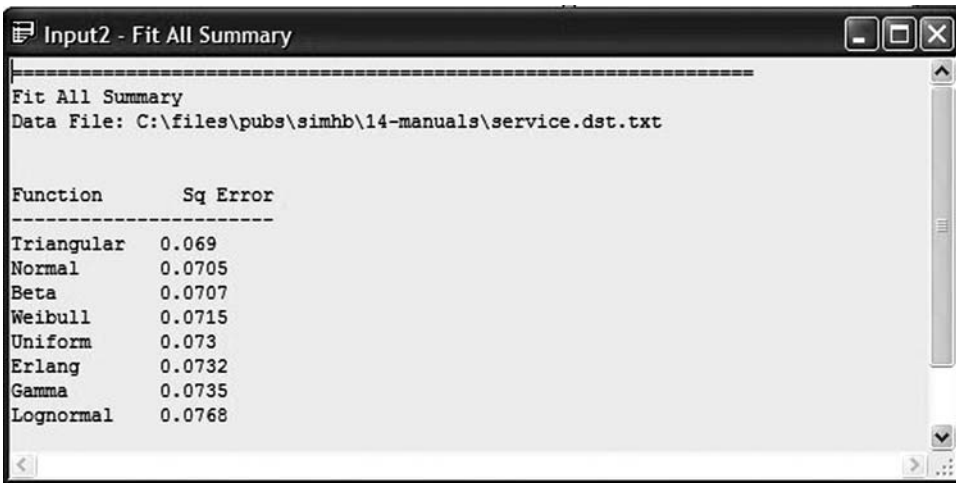 Input2 - Fit All Summary
=================================================================
Fit All Summary
Data File: C:\files\pubs\simhb\14-manuals\service.dst.txt
Function Sq Error
-----------------------
Triangular 0.069
Normal 0.0705
Beta 0.0707
Weibull 0.0715
Uniform 0.073
Erlang 0.0732
Gamma 0.0735
Lognormal 0.0768